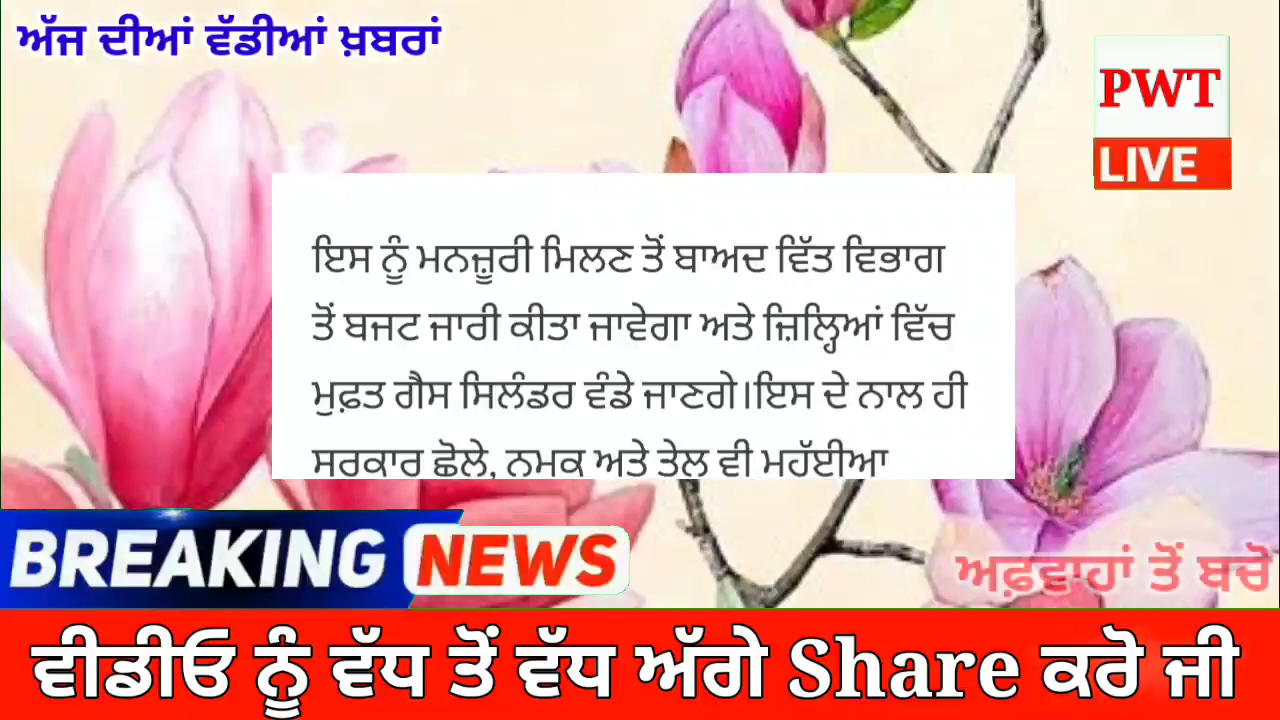 ਅੱਜ ਦੀਆਂ ਵੱਡੀਆਂ ਖ਼ਬਰਾਂ
PWT
LIVE
ਇਸ ਨੂੰ ਮਨਜ਼ੂਰੀ ਮਿਲਣ ਤੋਂ ਬਾਅਦ ਵਿੱਤ ਵਿਭਾਗ
ਤੋਂ ਬਜਟ ਜਾਰੀ ਕੀਤਾ ਜਾਵੇਗਾ ਅਤੇ ਜ਼ਿਲ੍ਹਿਆਂ ਵਿੱਚ
ਮੁਫ਼ਤ ਗੈਸ ਸਿਲੰਡਰ ਵੰਡੇ ਜਾਣਗੇ।ਇਸ ਦੇ ਨਾਲ ਹੀ
ਸਰਕਾਰ ਛੋਲੇ, ਨਮਕ ਅਤੇ ਤੇਲ ਵੀ ਮਹੱਈਆ
BREAKING NEWS
ਅਫ਼ਵਾਹਾਂ ਤੋਂ ਬਚੋ
ਵੀਡੀਓ ਨੂੰ ਵੱਧ ਤੋਂ ਵੱਧ ਅੱਗੇ Share ਕਰੋ ਜੀ